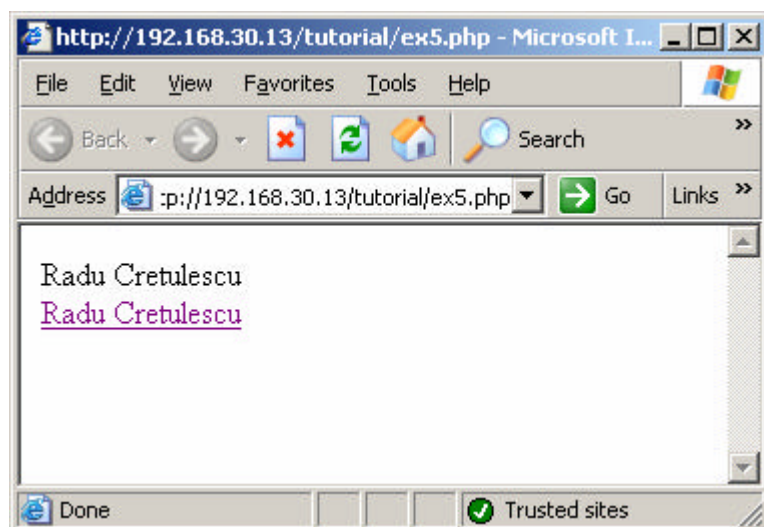 http://192.168.30.13/tutorial/ex5.php - Microsoft I...
File Edit View Favorites Tools Help
Back Search »
Address :p://192.168.30.13/tutorial/ex5.php Go Links »
Radu Cretulescu
Radu Cretulescu
Done Trusted sites